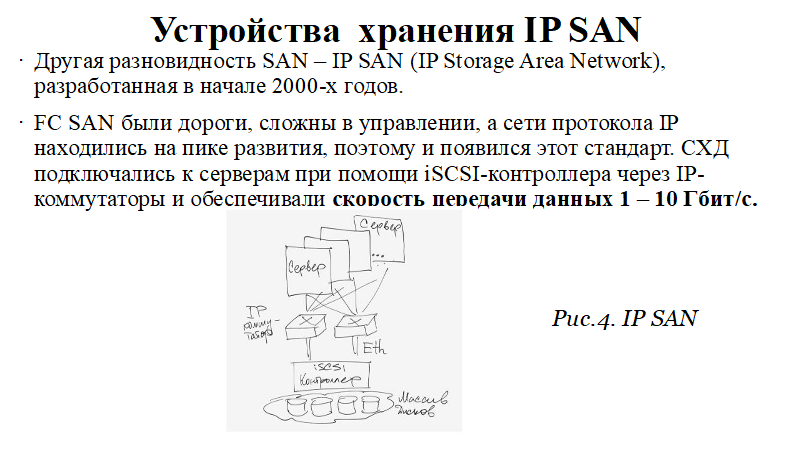 Устройства хранения IP SAN
· Другая разновидность SAN – IP SAN (IP Storage Area Network),
разработанная в начале 2000-х годов.
· FC SAN были дороги, сложны в управлении, а сети протокола IP
находились на пике развития, поэтому и появился этот стандарт. СХД
подключались к серверам при помощи iSCSI-контроллера через IP-
коммутаторы и обеспечивали скорость передачи данных 1 – 10 Гбит/с.
Сервер
...
Сервер
IP
комму-
таторы
Eth
iSCSI
Контроллер
Массив
дисков
Рис.4. IP SAN